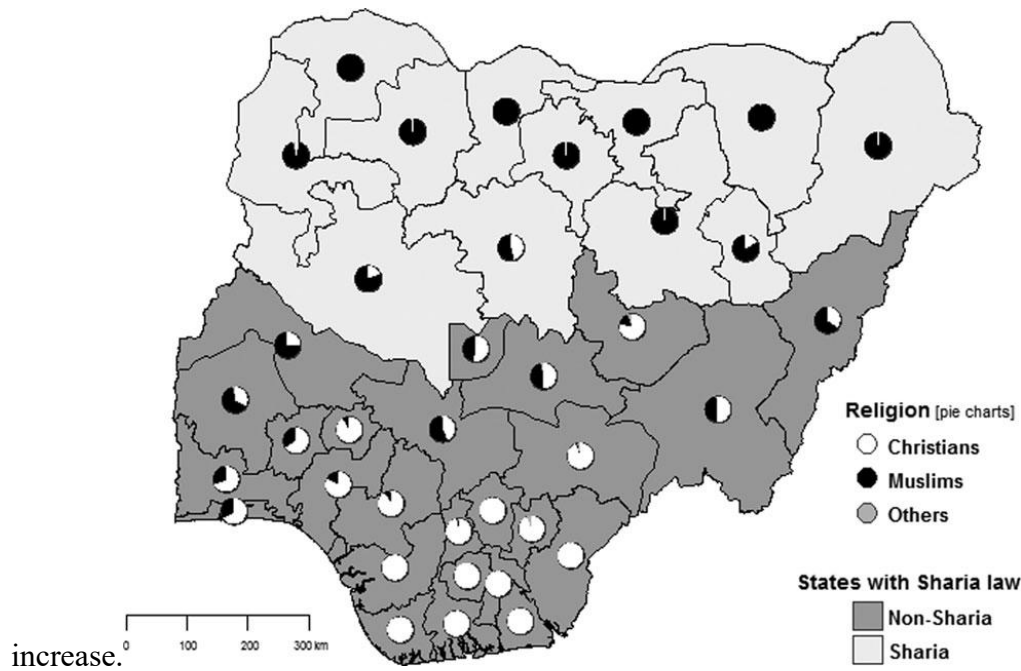 Religion [pie charts]
Christians
Muslims
Others
States with Sharia law
Non-Sharia
Sharia
0 100 200 300 km
increase.